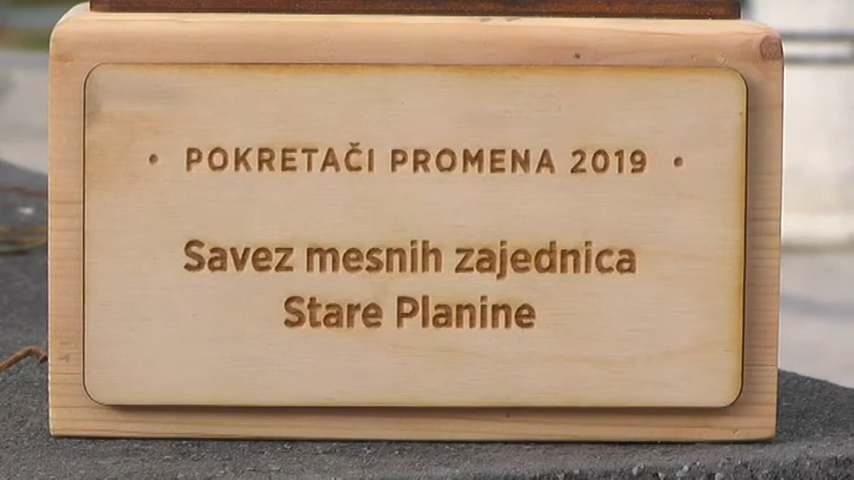 • POKRETAČI PROMENA 2019 •
Savez mesnih zajednica
Stare Planine